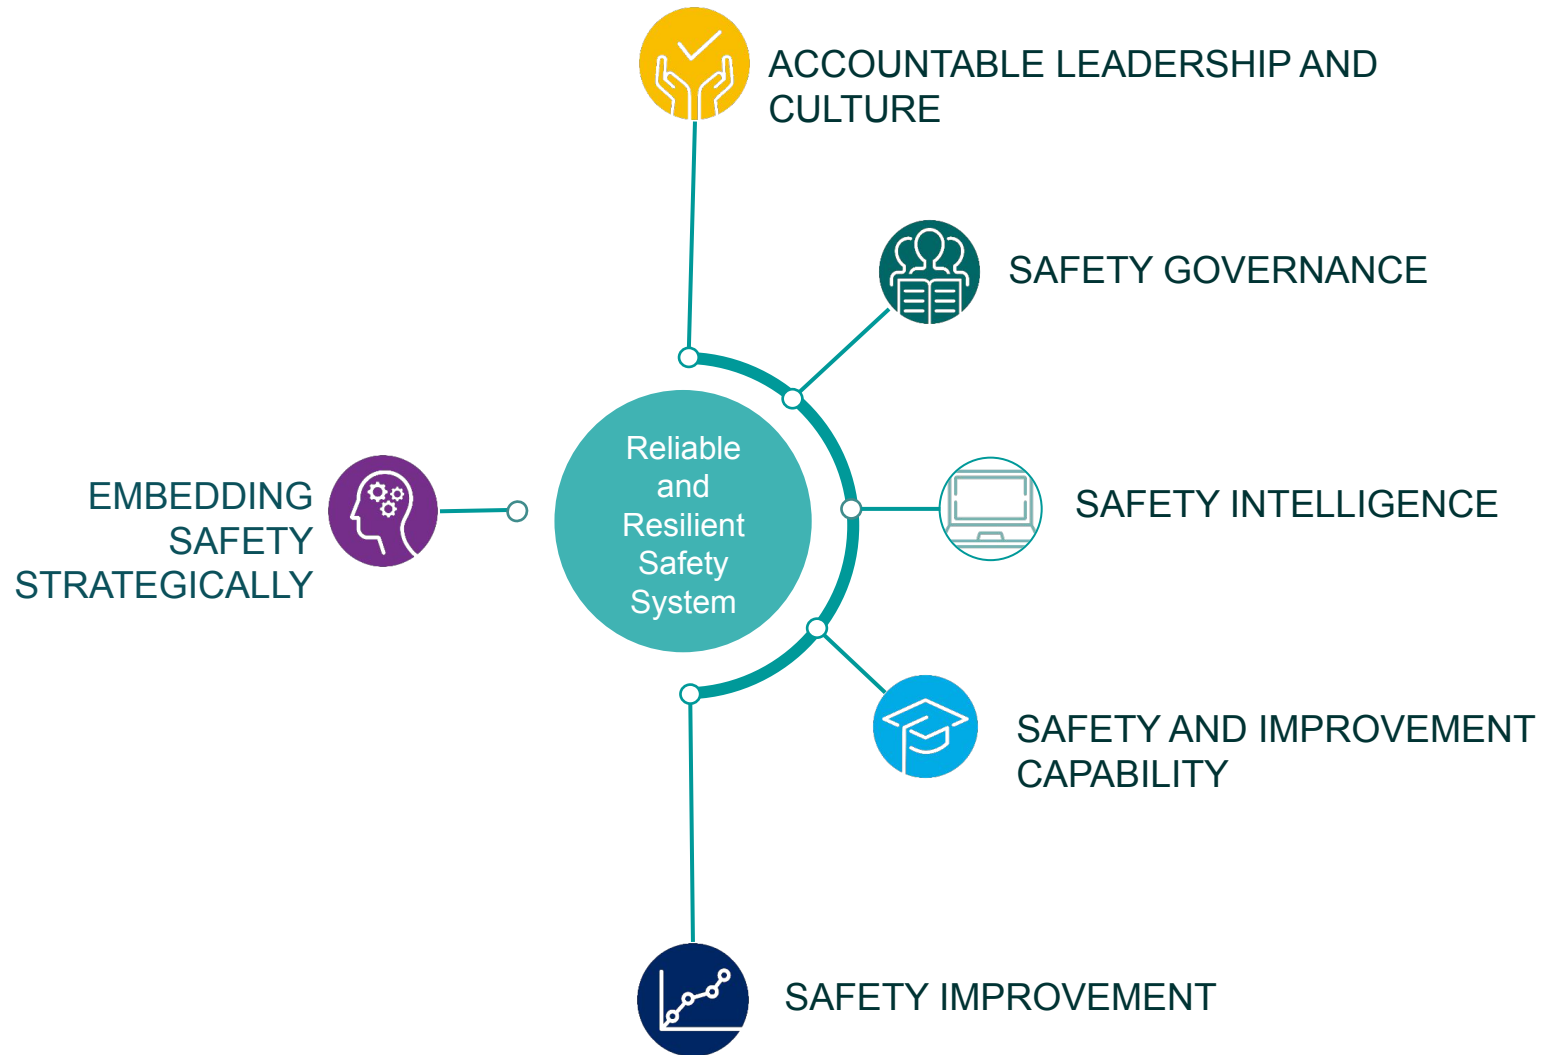 ACCOUNTABLE LEADERSHIP AND
CULTURE
SAFETY GOVERNANCE
Reliable
and
Resilient
Safety
System
EMBEDDING
SAFETY
STRATEGICALLY
SAFETY INTELLIGENCE
SAFETY AND IMPROVEMENT
CAPABILITY
SAFETY IMPROVEMENT